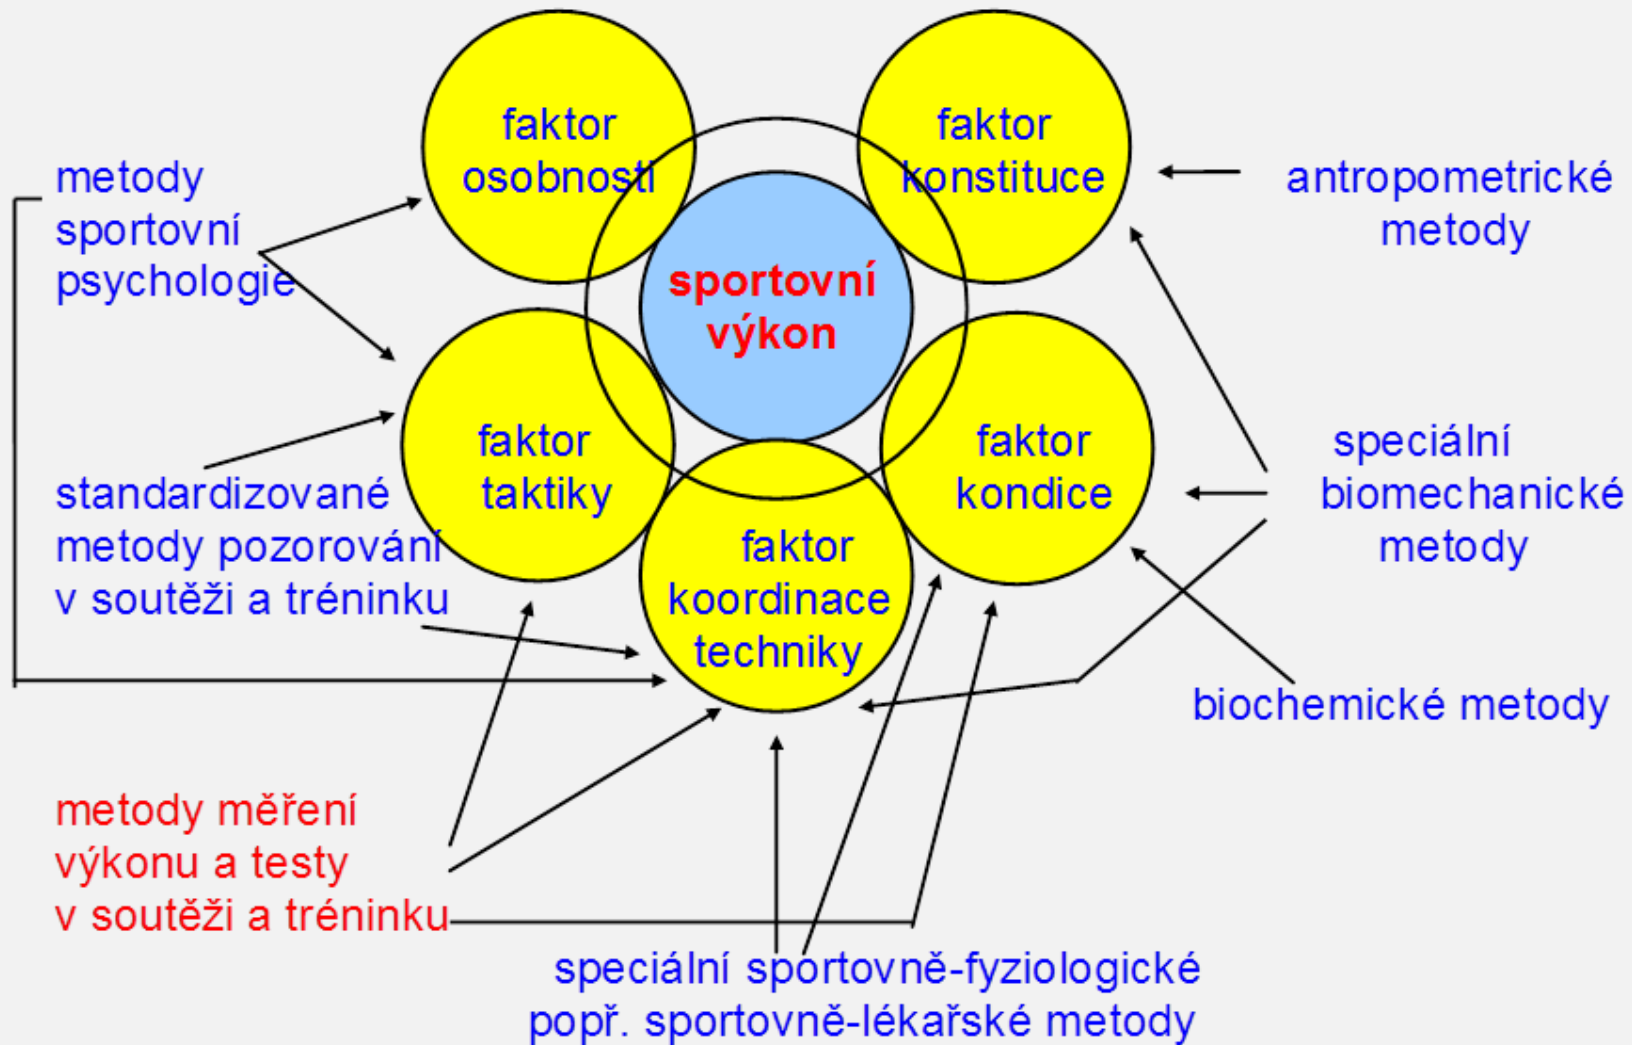 faktor
osobnosti
faktor
konstituce
metody
sportovní
psychologie
antropometrické
metody
sportovní
výkon
faktor
taktiky
faktor
kondice
speciální
biomechanické
metody
standardizované
metody pozorování
v soutěži a tréninku
faktor
koordinace
techniky
biochemické metody
metody měření
výkonu a testy
v soutěži a tréninku
speciální sportovně-fyziologické
popř. sportovně-lékařské metody